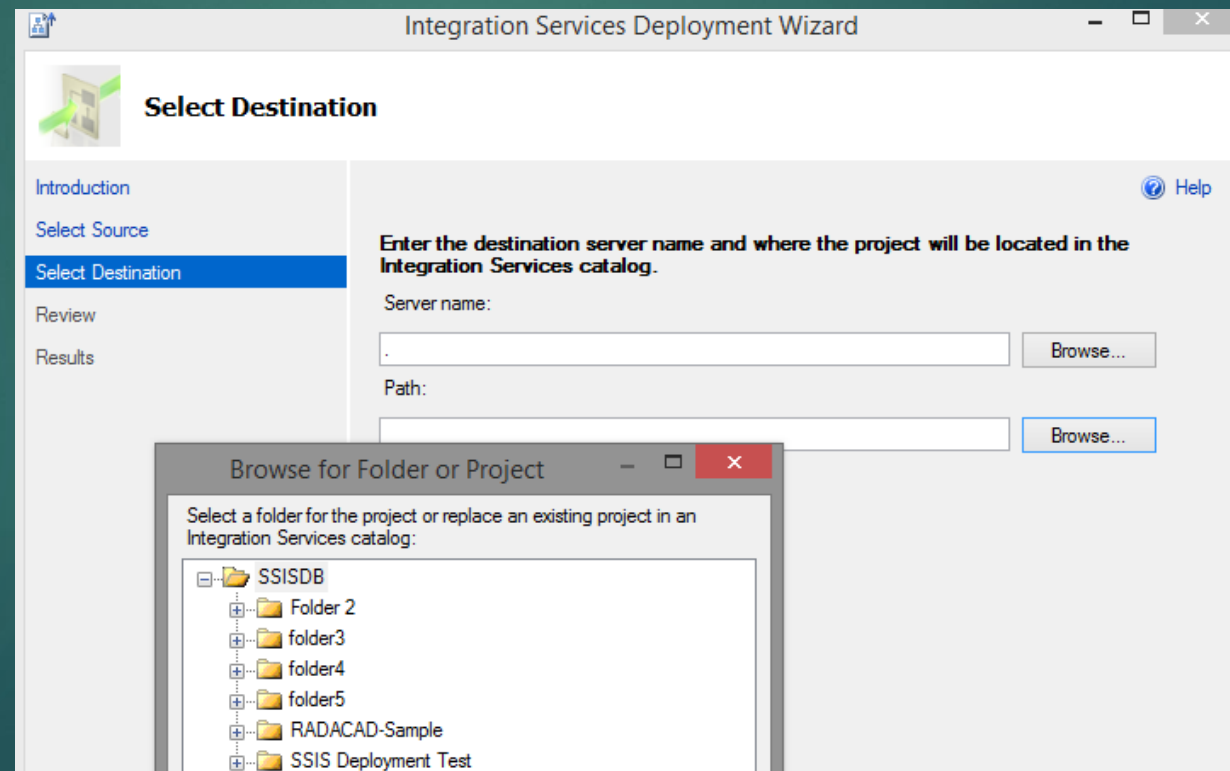 Integration Services Deployment Wizard
Select Destination
Introduction
Select Source
Select Destination
Review
Results
Help
Enter the destination server name and where the project will be located in the
Integration Services catalog.
Server name:
.
Browse...
Path:
Browse...
Browse for Folder or Project
Select a folder for the project or replace an existing project in an
Integration Services catalog:
SSISDB
Folder 2
folder3
folder4
folder5
RADACAD-Sample
SSIS Deployment Test